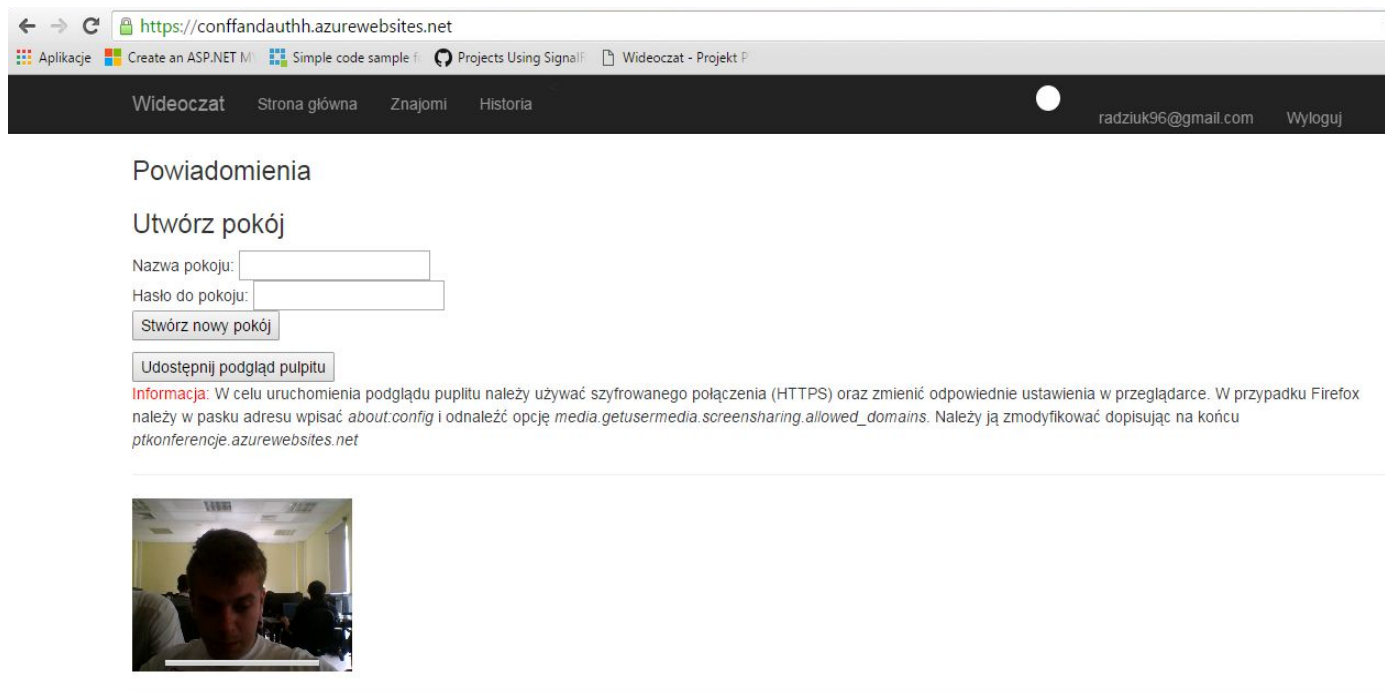 https://conffandauthh.azurewebsites.net
Aplikacje Create an ASP.NET M Simple code sample f Projects Using SignalR Wideoczat - Projekt P
Wideoczat Strona główna Znajomi Historia radziuk96@gmail.com Wyloguj
Powiadomienia
Utwórz pokój
Nazwa pokoju:
Hasło do pokoju:
Stwórz nowy pokój
Udostępnij podgląd pulpitu
Informacja: W celu uruchomienia podglądu puplitu należy używać szyfrowanego połączenia (HTTPS) oraz zmienić odpowiednie ustawienia w przeglądarce. W przypadku Firefox
należy w pasku adresu wpisać about:config i odnaleźć opcję media.getusermedia.screensharing.allowed_domains. Należy ją zmodyfikować dopisując na końcu
ptkonferencje.azurewebsites.net